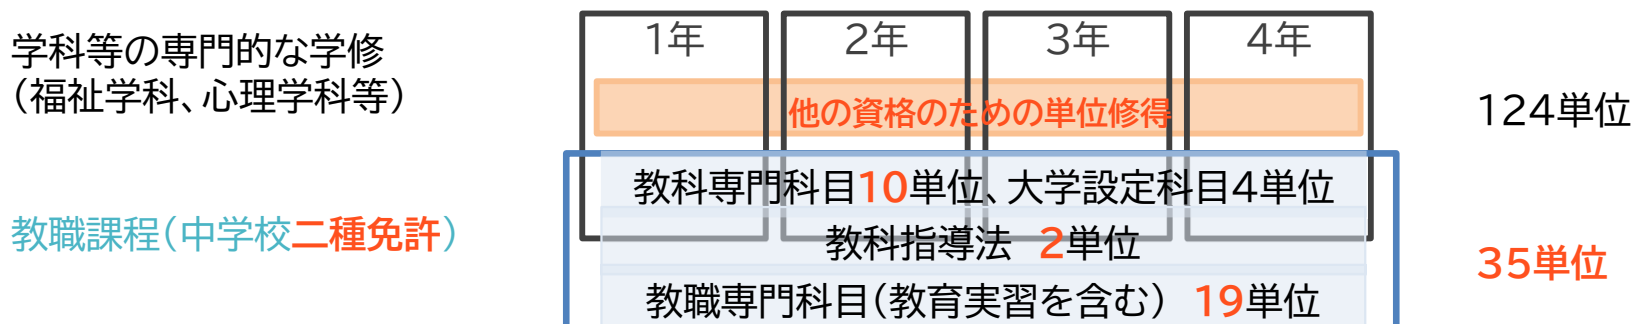 学科等の専門的な学修
（福祉学科、心理学科等）
1年 2年 3年 4年
他の資格のための単位修得
124単位
教科専門科目10単位、大学設定科目4単位
教職課程（中学校二種免許）
教科指導法 2単位
35単位
教職専門科目（教育実習を含む） 19単位